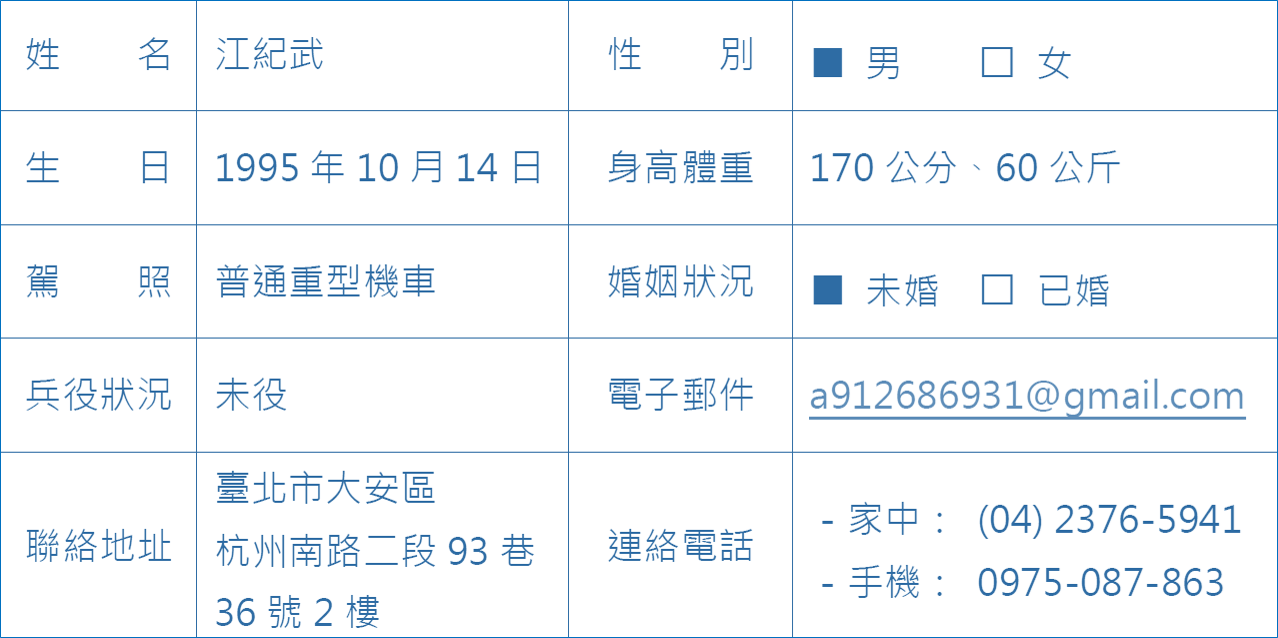 姓名 江紀武 性別 ■ 男 □ 女
生日 1995 年 10 月 14 日 身高體重 170 公分、60 公斤
駕照 普通重型機車 婚姻狀況 ■ 未婚 □ 已婚
兵役狀況 未役 電子郵件 a912686931@gmail.com
聯絡地址
臺北市大安區
杭州南路二段 93 巷
36 號 2 樓
連絡電話
- 家中： (04) 2376-5941
- 手機： 0975-087-863